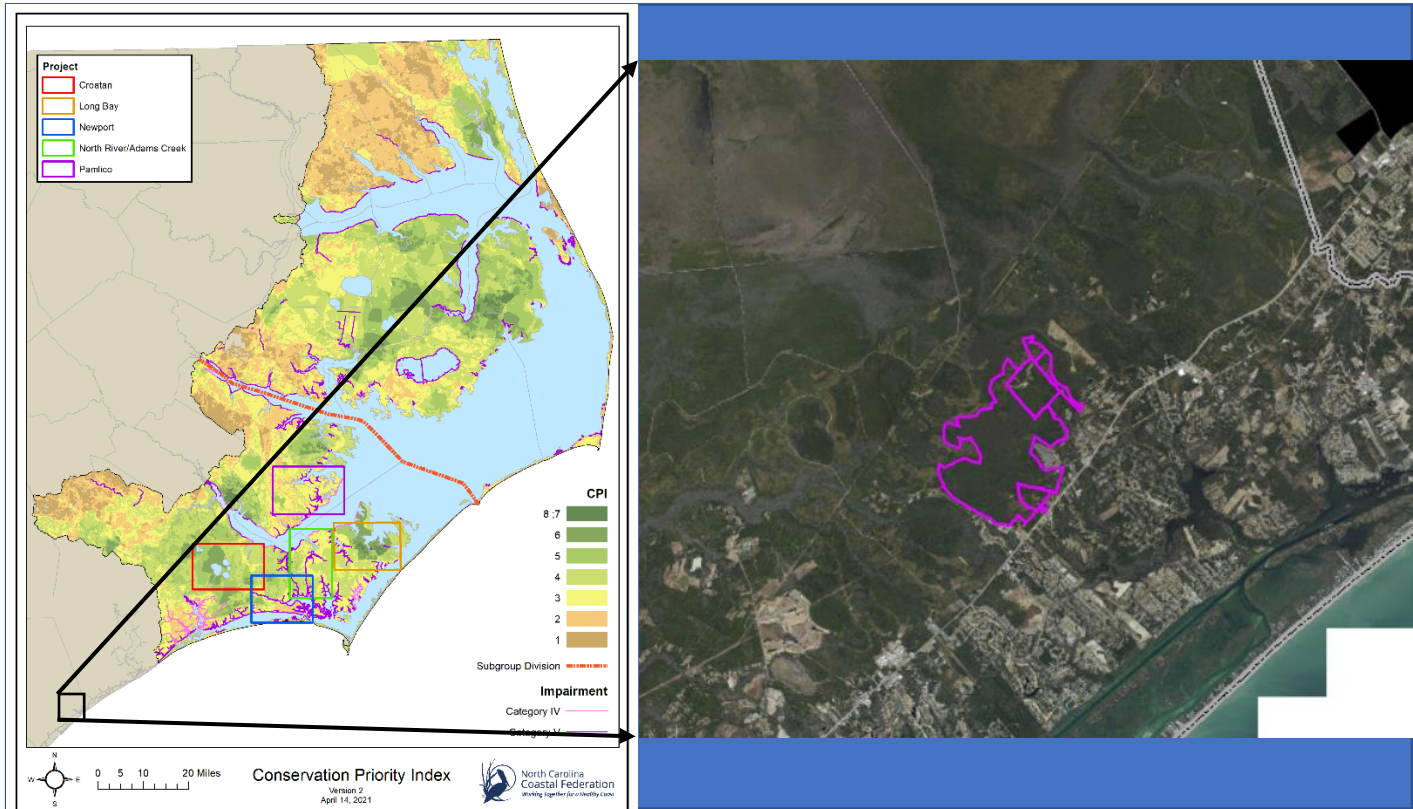 Project
Croatan
Long Bay
Newport
North River/Adams Creek
Pamlico
CPI
8 :7
6
5
4
3
2
1
Subgroup Division
Impairment
Category IV
Category V
N
W
E
S
0 5 10 20 Miles
Conservation Priority Index
Version 2
April 14, 2021
North Carolina
Coastal Federation
Working Together for a Healthy Coast